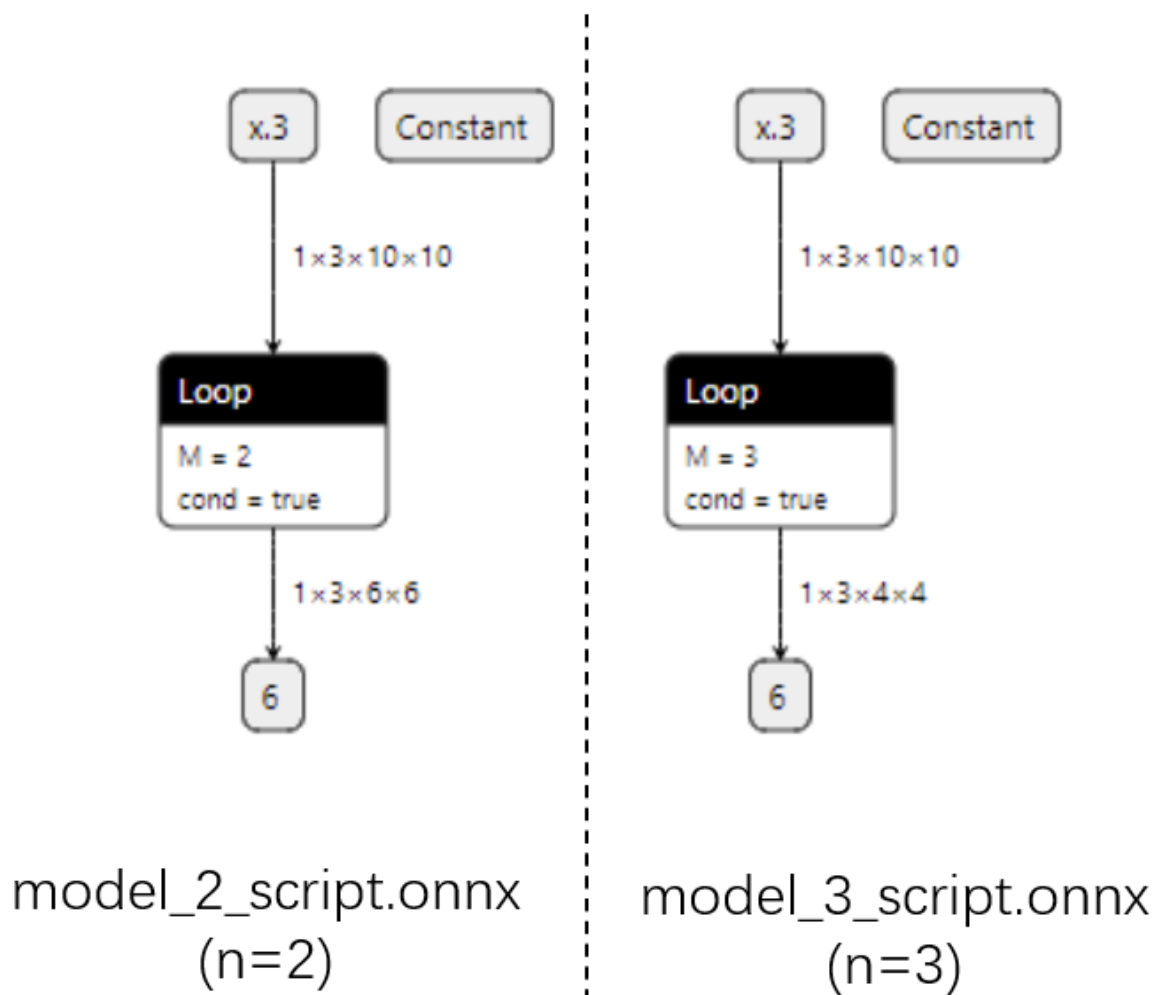 x.3
Constant
1×3×10×10
Loop
M = 2
cond = true
1×3×6×6
6
model_2_script.onnx
(n=2)
x.3
Constant
1×3×10×10
Loop
M = 3
cond = true
1×3×4×4
6
model_3_script.onnx
(n=3)